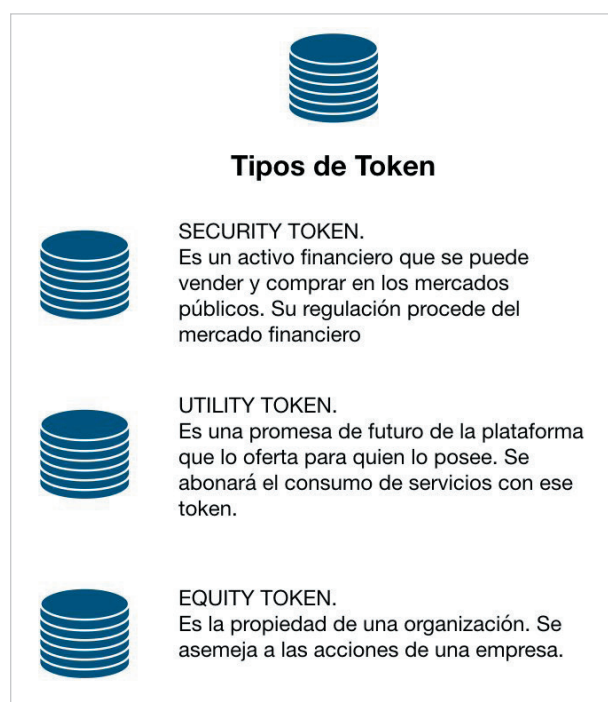 Tipos de Token
SECURITY TOKEN.
Es un activo financiero que se puede
vender y comprar en los mercados
públicos. Su regulación procede del
mercado financiero
UTILITY TOKEN.
Es una promesa de futuro de la plataforma
que lo oferta para quien lo posee. Se
abonará el consumo de servicios con ese
token.
EQUITY TOKEN.
Es la propiedad de una organización. Se
asemeja a las acciones de una empresa.